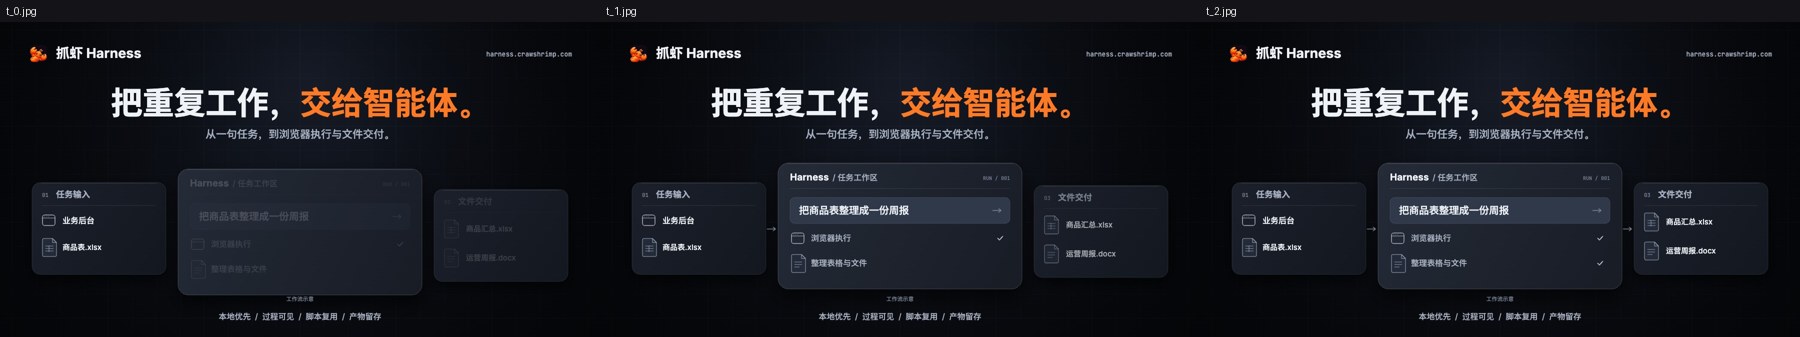 t_0.jpg
抓虾 Harness
harness.crawshrimp.com
把重复工作，交给智能体。
从一句任务，到浏览器执行与文件交付。
01 任务输入
业务后台
商品表.xlsx
Harness / 任务工作区
RUN / 001
把商品表整理成一份周报 →
浏览器执行 ✓
整理表格与文件
文件交付
商品汇总.xlsx
运营周报.docx
工作流示意
本地优先 / 过程可见 / 脚本复用 / 产物留存
t_1.jpg
抓虾 Harness
harness.crawshrimp.com
把重复工作，交给智能体。
从一句任务，到浏览器执行与文件交付。
01 任务输入
业务后台
商品表.xlsx
→
Harness / 任务工作区
RUN / 001
把商品表整理成一份周报 →
浏览器执行 ✓
整理表格与文件
文件交付
商品汇总.xlsx
运营周报.docx
工作流示意
本地优先 / 过程可见 / 脚本复用 / 产物留存
t_2.jpg
抓虾 Harness
harness.crawshrimp.com
把重复工作，交给智能体。
从一句任务，到浏览器执行与文件交付。
01 任务输入
业务后台
商品表.xlsx
→
Harness / 任务工作区
RUN / 001
把商品表整理成一份周报 →
浏览器执行 ✓
整理表格与文件 ✓
→
文件交付
商品汇总.xlsx
运营周报.docx
工作流示意
本地优先 / 过程可见 / 脚本复用 / 产物留存